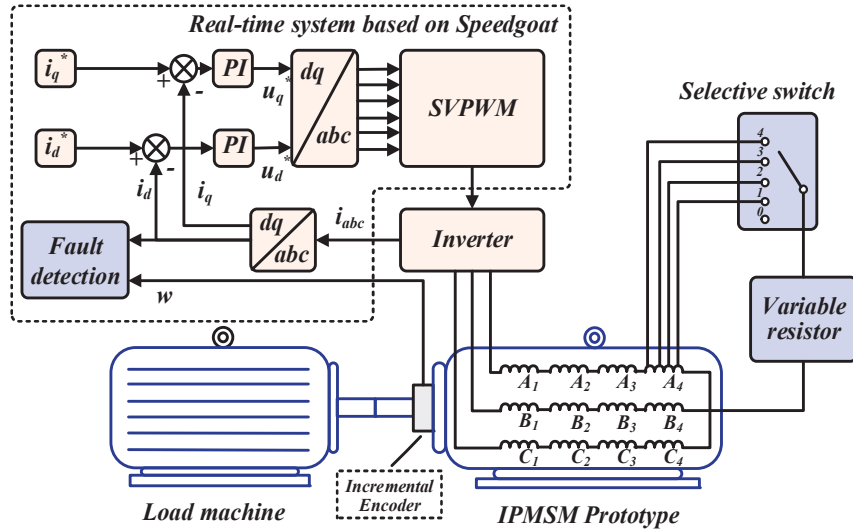 Real-time system based on Speedgoat
i_q^*
+
-
PI
u_q^*
dq
abc
SVPWM
i_d^*
+
-
PI
u_d^*
i_d
i_q
dq
abc
i_abc
Inverter
Fault
detection
w
Selective switch
4
3
2
1
0
Variable
resistor
A_1 A_2 A_3 A_4
B_1 B_2 B_3 B_4
C_1 C_2 C_3 C_4
Incremental
Encoder
Load machine
IPMSM Prototype